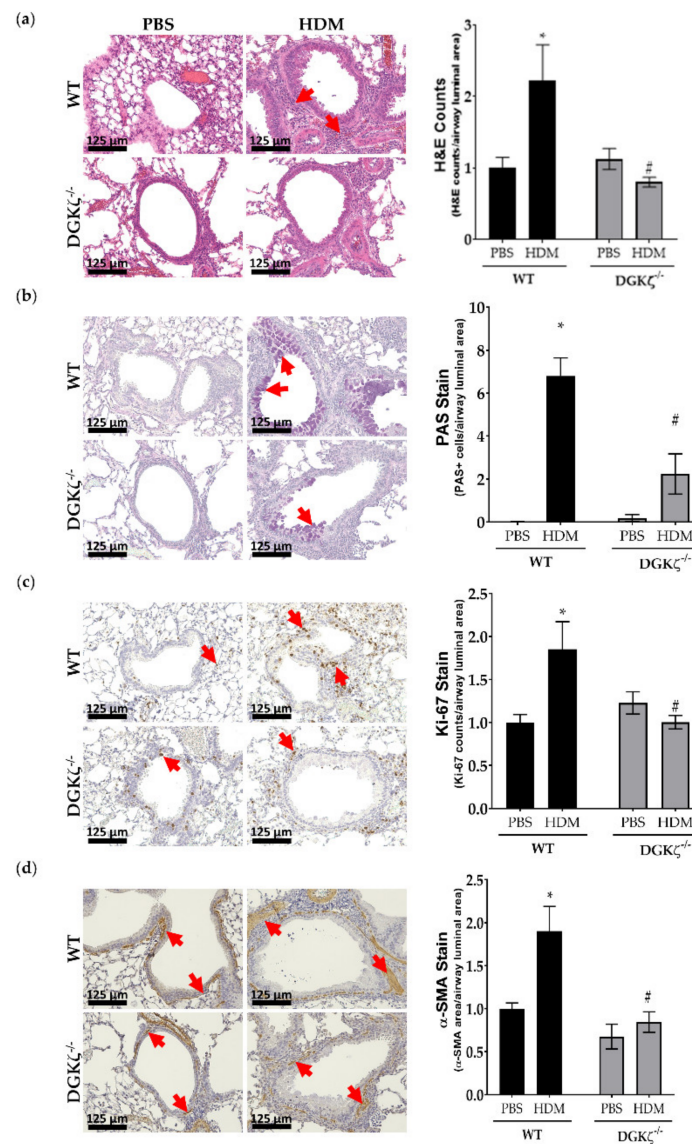 (a)
PBS
HDM
WT
125 µm
125 µm
DGKζ-/-
125 µm
125 µm
H&E Counts
(H&E counts/airway luminal area)
3
2
1
0
*
#
PBS
HDM
PBS
HDM
WT
DGKζ-/-
(b)
WT
125 µm
125 µm
DGKζ-/-
125 µm
125 µm
PAS Stain
(PAS+ cells/airway luminal area)
10
8
6
4
2
0
*
#
PBS
HDM
PBS
HDM
WT
DGKζ-/-
(c)
WT
125 µm
125 µm
DGKζ-/-
125 µm
125 µm
Ki-67 Stain
(Ki-67 counts/airway luminal area)
2.5
2.0
1.5
1.0
0.5
0.0
*
#
PBS
HDM
PBS
HDM
WT
DGKζ-/-
(d)
WT
125 µm
125 µm
DGKζ-/-
125 µm
125 µm
α-SMA Stain
(α-SMA area/airway luminal area)
2.5
2.0
1.5
1.0
0.5
0.0
*
#
PBS
HDM
PBS
HDM
WT
DGKζ-/-